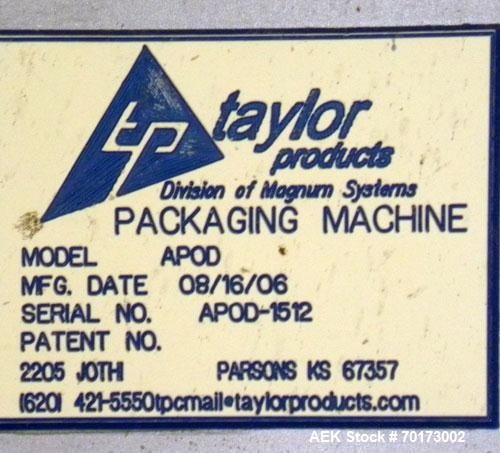 tp
taylor
products
Division of Magnum Systems
PACKAGING MACHINE
MODEL APOD
MFG. DATE 08/16/06
SERIAL NO. APOD-1512
PATENT NO.
2205 JOTHI PARSONS KS 67357
(620) 421-5550tpcmail•taylorproducts.com
AEK Stock # 70173002